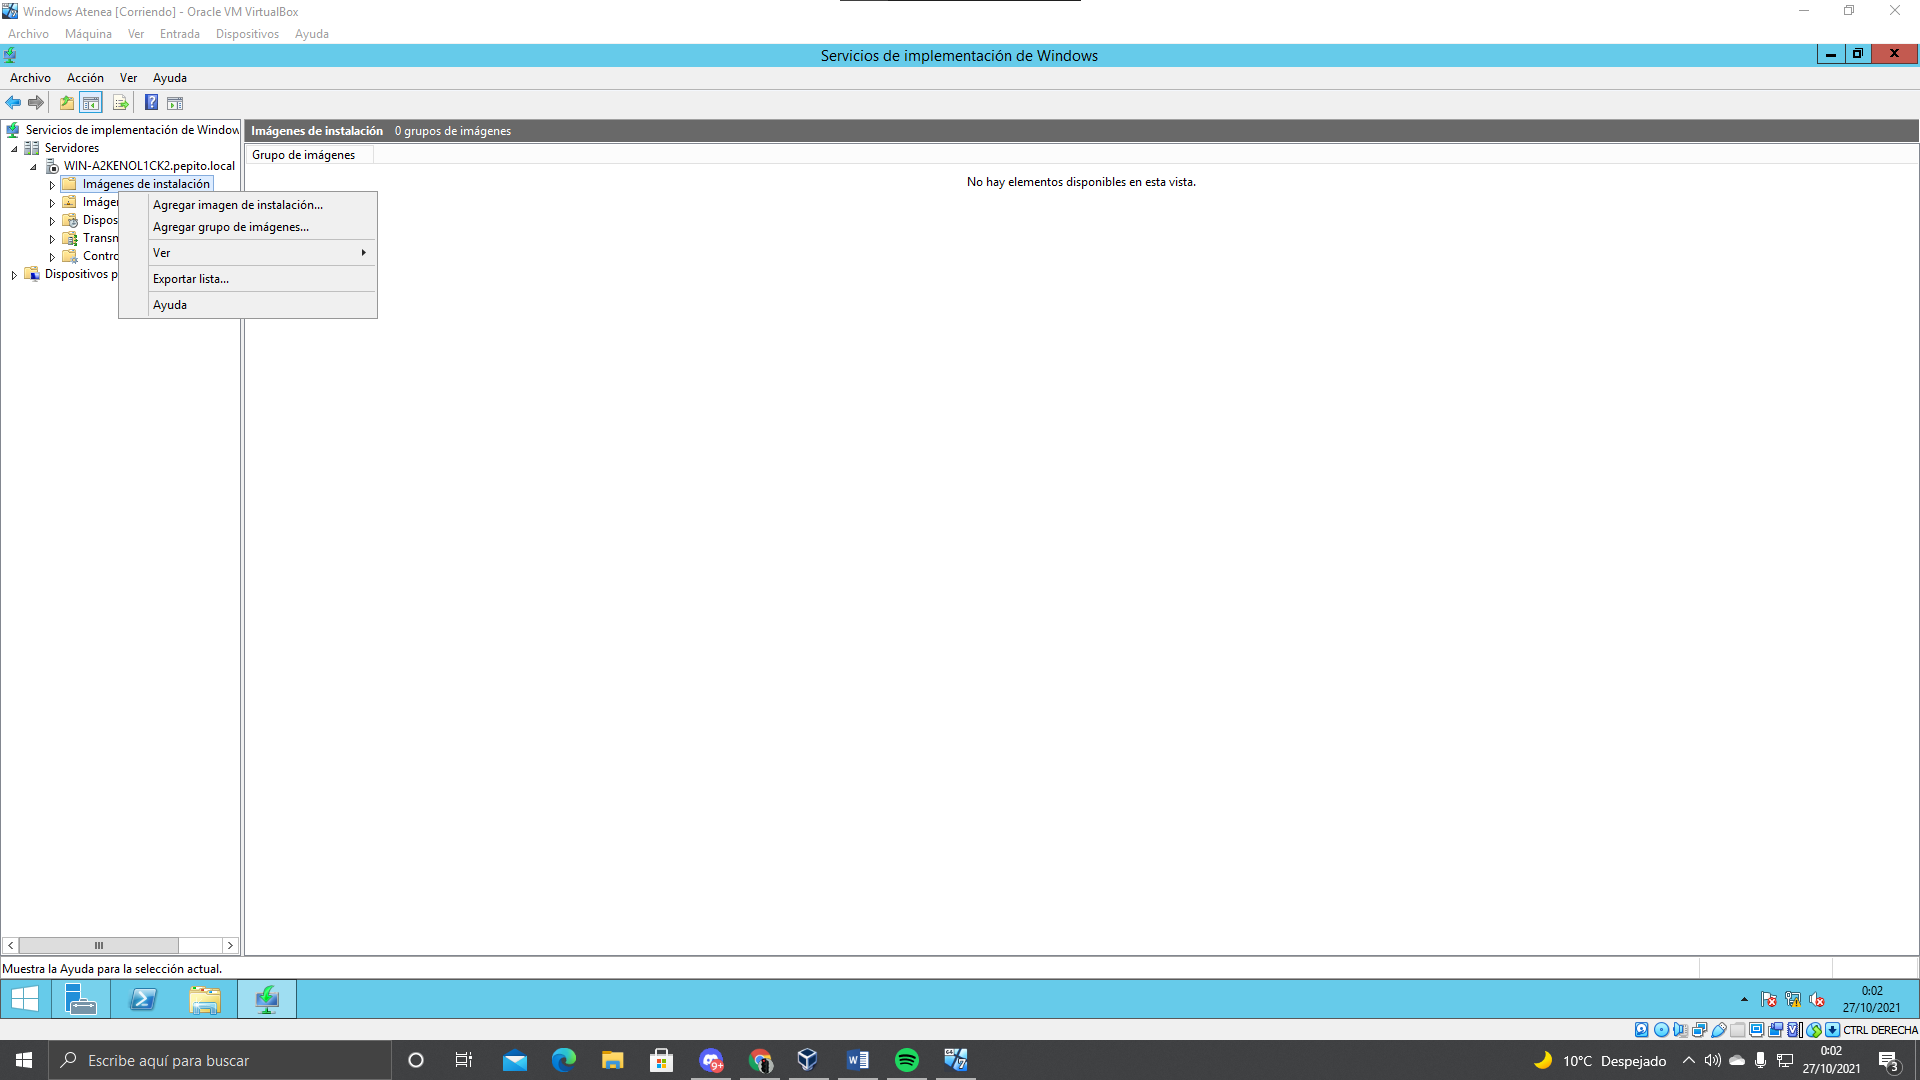 Windows Atenea [Corriendo] - Oracle VM VirtualBox
Archivo Máquina Ver Entrada Dispositivos Ayuda
Servicios de implementación de Windows
Archivo Acción Ver Ayuda
Servicios de implementación de Window
Servidores
WIN-A2KENOL1CK2.pepito.local
Imágenes de instalación
Imáge
Dispos
Transm
Contro
Dispositivos p
Agregar imagen de instalación...
Agregar grupo de imágenes...
Ver
Exportar lista...
Ayuda
Imágenes de instalación 0 grupos de imágenes
Grupo de imágenes
No hay elementos disponibles en esta vista.
Muestra la Ayuda para la selección actual.
0:02
27/10/2021
CTRL DERECHA
Escribe aquí para buscar
9+
10°C Despejado
0:02
27/10/2021
3